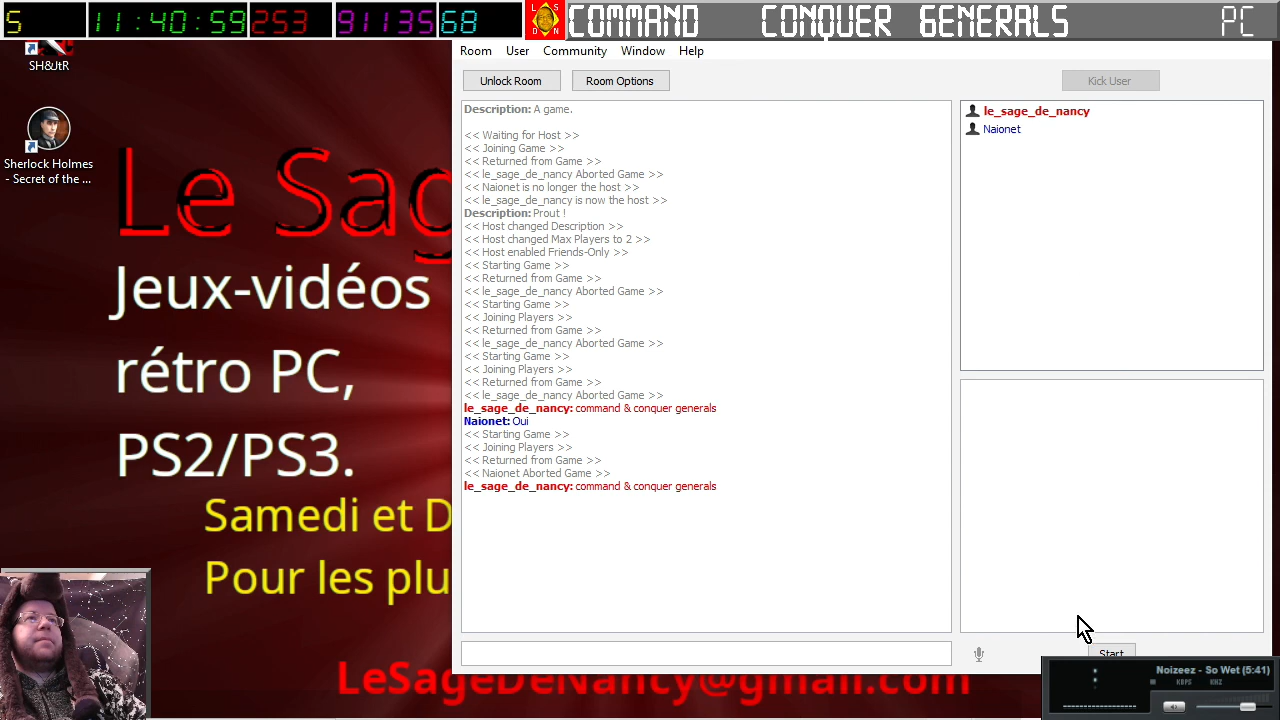 5 11:40:59 253 91135 68 COMMAND CONQUER GENERALS PC
SH&JtR
Sherlock Holmes
- Secret of the ...
Le Sag
Jeux-vidéos
rétro PC,
PS2/PS3.
Samedi et D
Pour les plu
LeSageDeNancy@gmail.com
Room User Community Window Help
Unlock Room Room Options Kick User
Description: A game.
<< Waiting for Host >>
<< Joining Game >>
<< Returned from Game >>
<< le_sage_de_nancy Aborted Game >>
<< Naionet is no longer the host >>
<< le_sage_de_nancy is now the host >>
Description: Prout !
<< Host changed Description >>
<< Host changed Max Players to 2 >>
<< Host enabled Friends-Only >>
<< Starting Game >>
<< Returned from Game >>
<< le_sage_de_nancy Aborted Game >>
<< Starting Game >>
<< Joining Players >>
<< Returned from Game >>
<< le_sage_de_nancy Aborted Game >>
<< Starting Game >>
<< Joining Players >>
<< Returned from Game >>
<< le_sage_de_nancy Aborted Game >>
le_sage_de_nancy: command & conquer generals
Naionet: Oui
<< Starting Game >>
<< Joining Players >>
<< Returned from Game >>
<< Naionet Aborted Game >>
le_sage_de_nancy: command & conquer generals
le_sage_de_nancy
Naionet
Start
Noizeez - So Wet (5:41)
KBPS KHZ